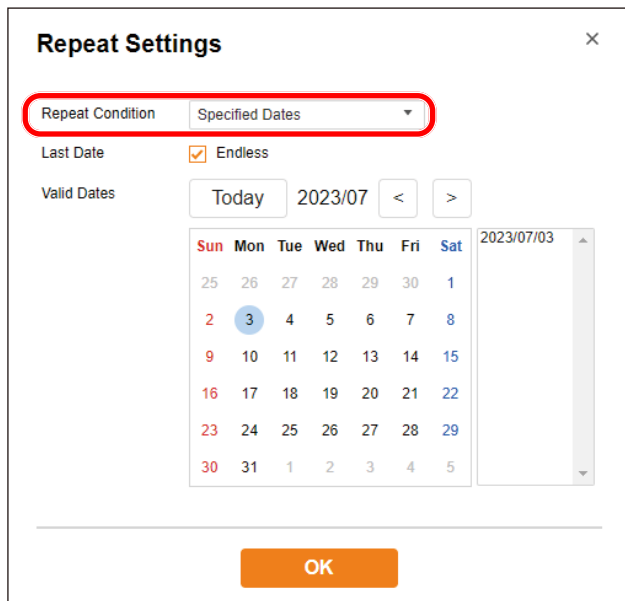 Repeat Settings ×
Repeat Condition Specified Dates
Last Date Endless
Valid Dates Today 2023/07 < >
Sun Mon Tue Wed Thu Fri Sat 2023/07/03
25 26 27 28 29 30 1
2 3 4 5 6 7 8
9 10 11 12 13 14 15
16 17 18 19 20 21 22
23 24 25 26 27 28 29
30 31 1 2 3 4 5
OK